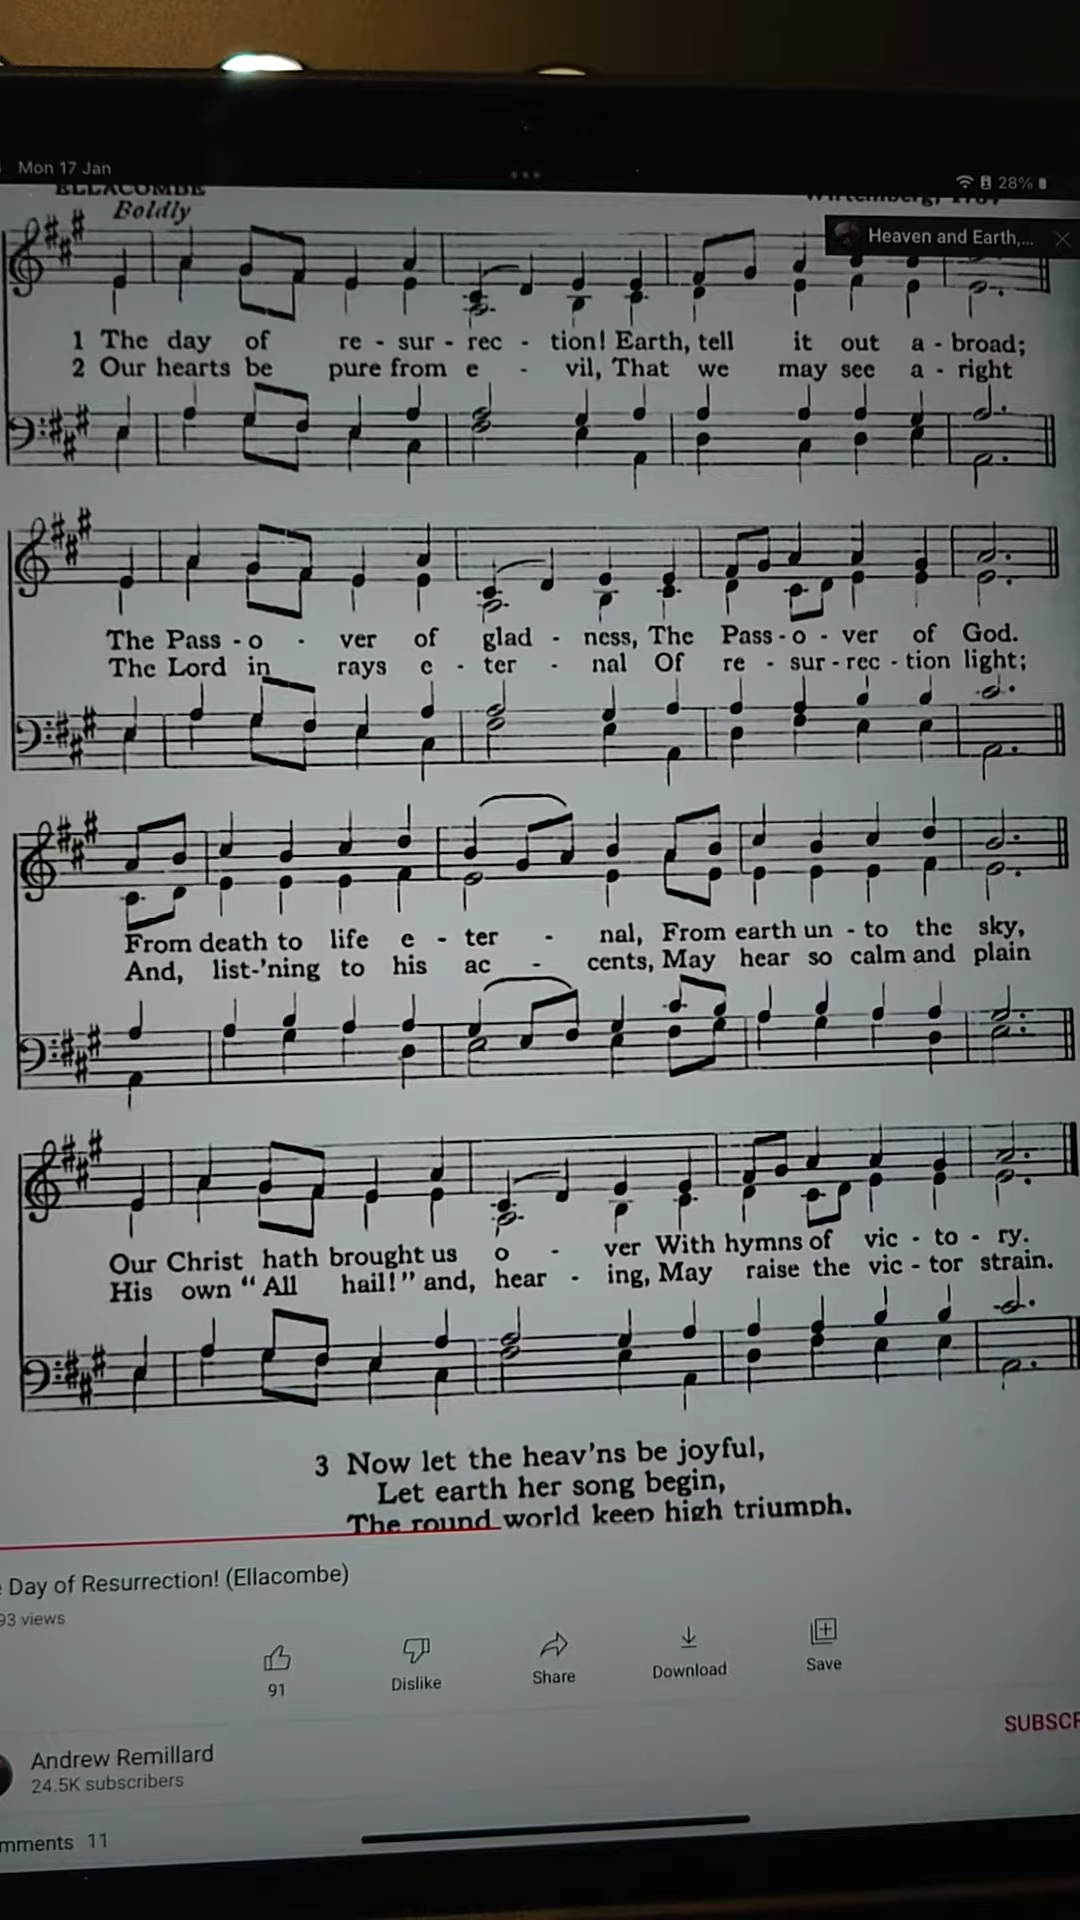 Mon 17 Jan
28%
ELLACOMBE
Boldly
Heaven and Earth,...
1 The day of re - sur - rec - tion! Earth, tell it out a - broad;
2 Our hearts be pure from e - vil, That we may see a - right
The Pass - o - ver of glad - ness, The Pass - o - ver of God.
The Lord in rays e - ter - nal Of re - sur - rec - tion light;
From death to life e - ter - nal, From earth un - to the sky,
And, list-'ning to his ac - cents, May hear so calm and plain
Our Christ hath brought us o - ver With hymns of vic - to - ry.
His own "All hail!" and, hear - ing, May raise the vic - tor strain.
3 Now let the heav'ns be joyful,
Let earth her song begin,
The round world keep high triumph,
Day of Resurrection! (Ellacombe)
93 views
91
Dislike
Share
Download
Save
SUBSCR
Andrew Remillard
24.5K subscribers
mments 11